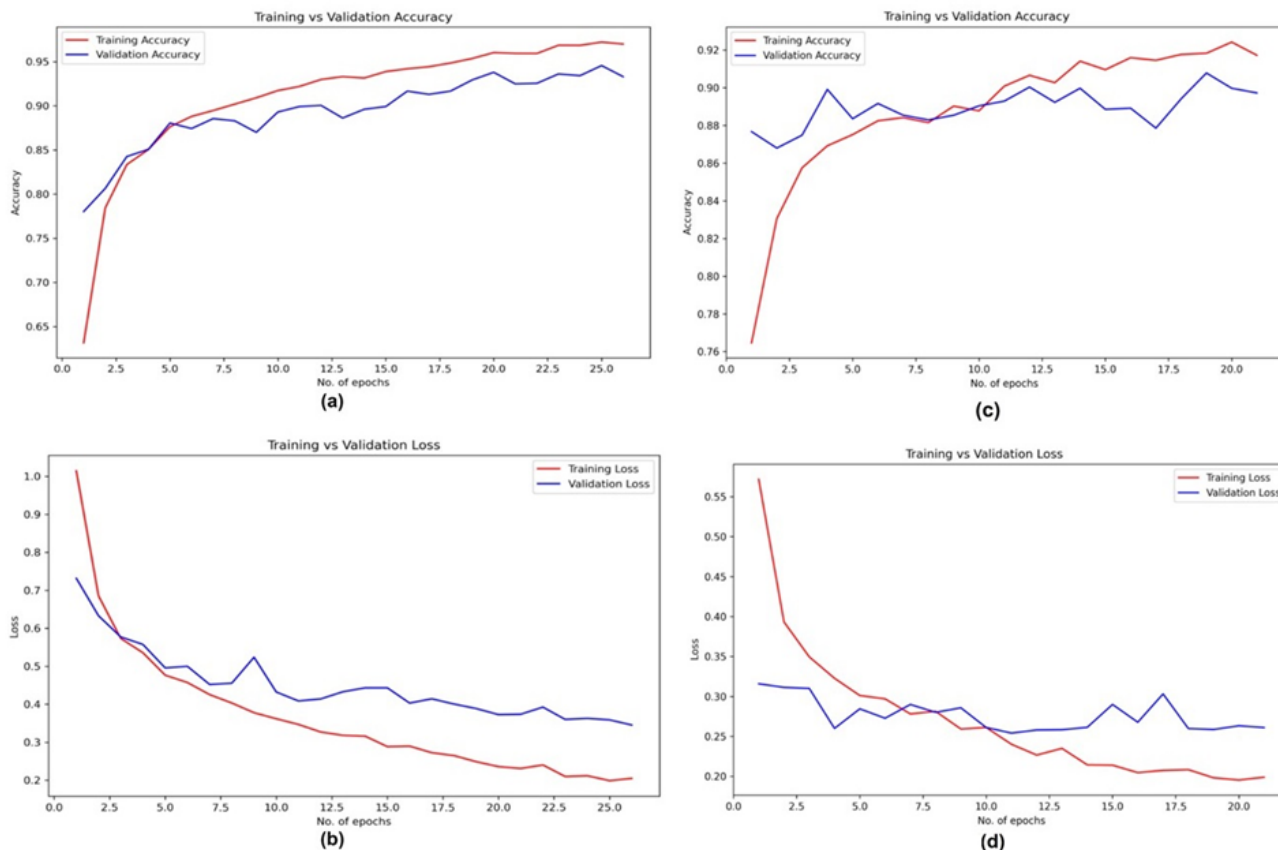 Training vs Validation Accuracy
Training Accuracy
Validation Accuracy
0.95
0.90
0.85
0.80
0.75
0.70
0.65
Accuracy
0.0 2.5 5.0 7.5 10.0 12.5 15.0 17.5 20.0 22.5 25.0
No. of epochs
(a)
Training vs Validation Accuracy
Training Accuracy
Validation Accuracy
0.92
0.90
0.88
0.86
0.84
0.82
0.80
0.78
0.76
Accuracy
0.0 2.5 5.0 7.5 10.0 12.5 15.0 17.5 20.0
No. of epochs
(c)
Training vs Validation Loss
Training Loss
Validation Loss
1.0
0.9
0.8
0.7
0.6
0.5
0.4
0.3
0.2
Loss
0.0 2.5 5.0 7.5 10.0 12.5 15.0 17.5 20.0 22.5 25.0
No. of epochs
(b)
Training vs Validation Loss
Training Loss
Validation Loss
0.55
0.50
0.45
0.40
0.35
0.30
0.25
0.20
Loss
0.0 2.5 5.0 7.5 10.0 12.5 15.0 17.5 20.0
No. of epochs
(d)